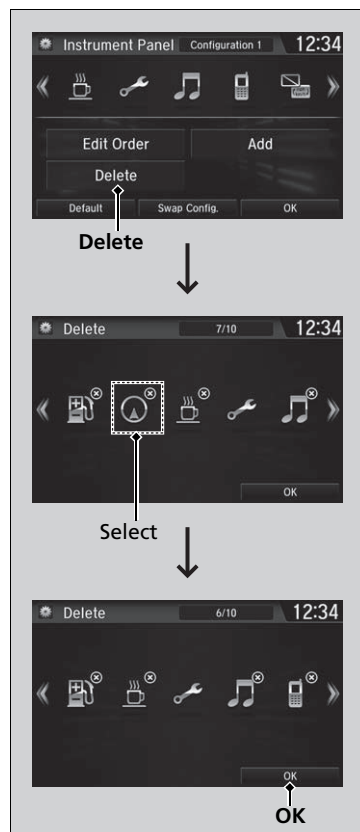 Instrument Panel Configuration 1 12:34
Edit Order Add
Delete
Default Swap Config. OK
Delete
Delete 7/10 12:34
OK
Select
Delete 6/10 12:34
OK
OK